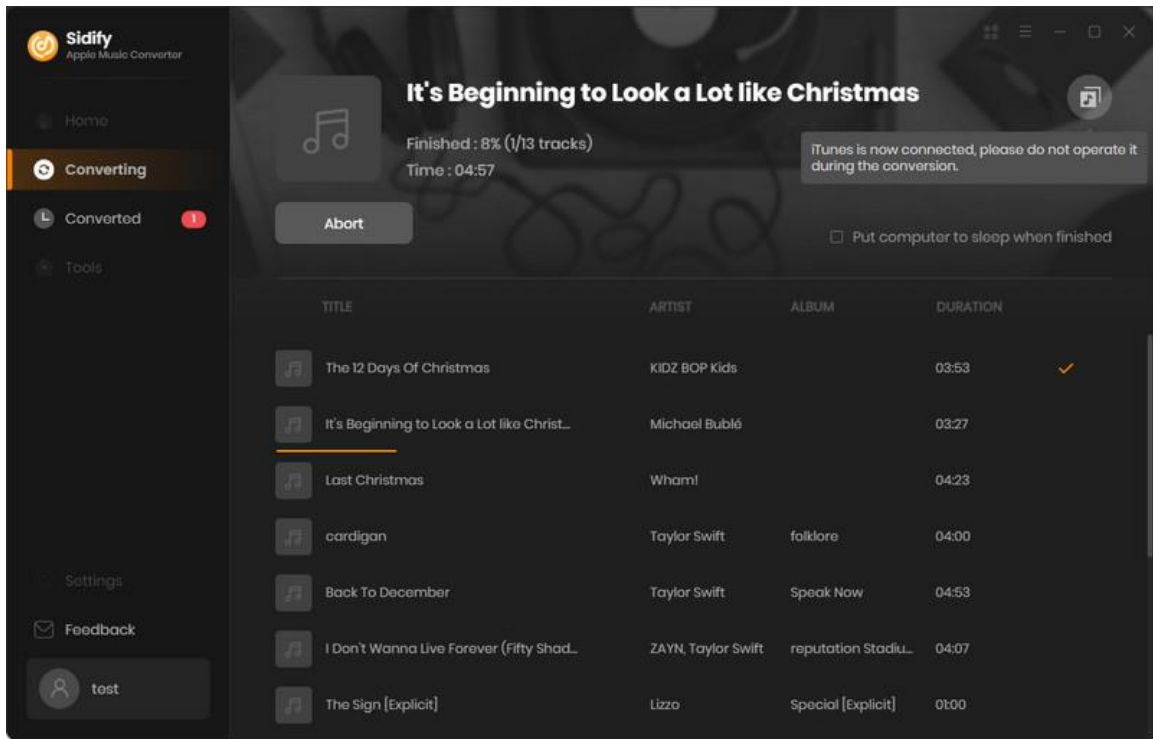 Sidify
Apple Music Converter
Home
Converting
Converted 1
Tools
Settings
Feedback
test
It's Beginning to Look a Lot like Christmas
Finished : 8% (1/13 tracks)
Time : 04:57
iTunes is now connected, please do not operate it
during the conversion.
Abort
Put computer to sleep when finished
TITLE ARTIST ALBUM DURATION
The 12 Days Of Christmas KIDZ BOP Kids 03:53
It's Beginning to Look a Lot like Christ... Michael Bublé 03:27
Last Christmas Wham! 04:23
cardigan Taylor Swift folklore 04:00
Back To December Taylor Swift Speak Now 04:53
I Don't Wanna Live Forever (Fifty Shad... ZAYN, Taylor Swift reputation Stadiu... 04:07
The Sign [Explicit] Lizzo Special [Explicit] 01:00